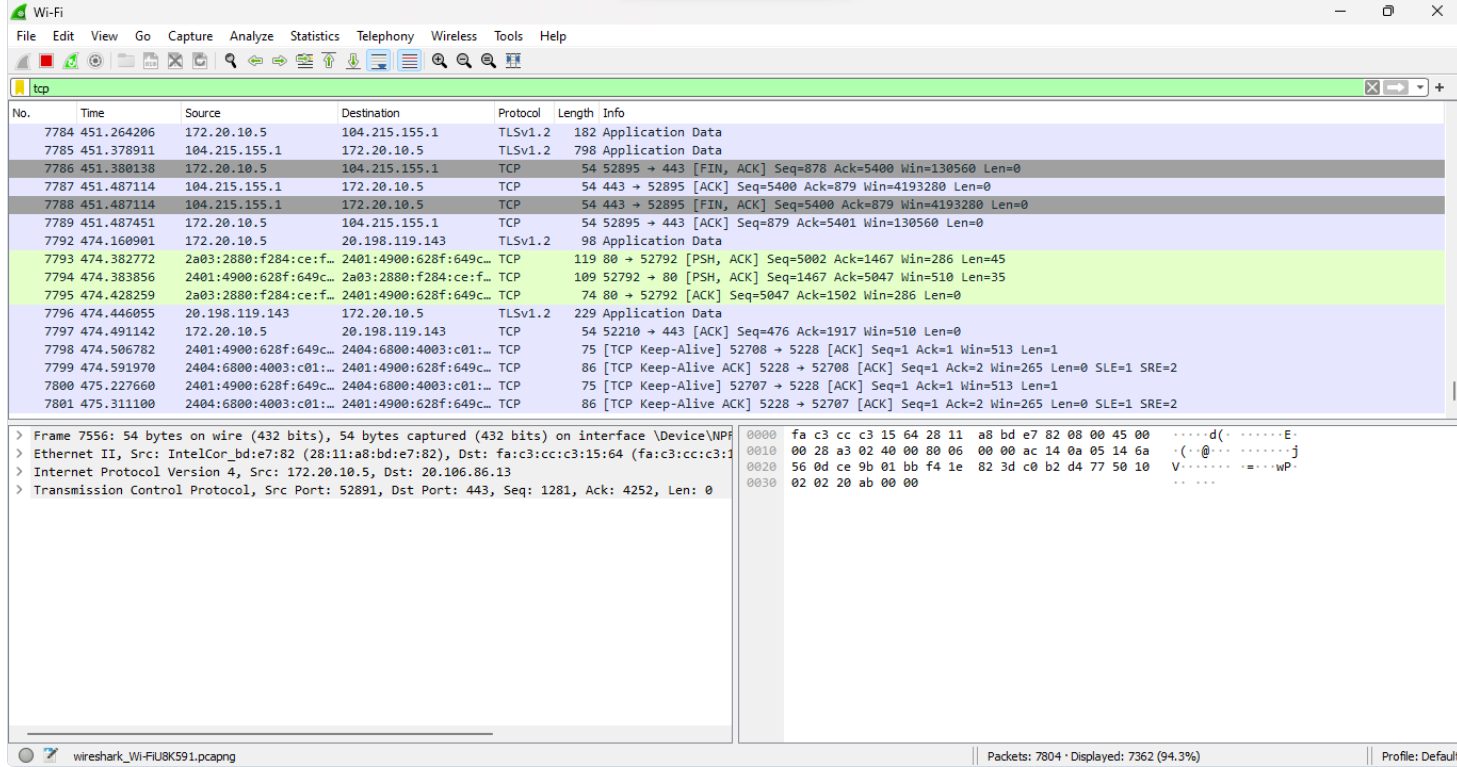 Wi-Fi
File Edit View Go Capture Analyze Statistics Telephony Wireless Tools Help
tcp
No. Time Source Destination Protocol Length Info
7784 451.264206 172.20.10.5 104.215.155.1 TLSv1.2 182 Application Data
7785 451.378911 104.215.155.1 172.20.10.5 TLSv1.2 798 Application Data
7786 451.380138 172.20.10.5 104.215.155.1 TCP 54 52895 → 443 [FIN, ACK] Seq=878 Ack=5400 Win=130560 Len=0
7787 451.487114 104.215.155.1 172.20.10.5 TCP 54 443 → 52895 [ACK] Seq=5400 Ack=879 Win=4193280 Len=0
7788 451.487114 104.215.155.1 172.20.10.5 TCP 54 443 → 52895 [FIN, ACK] Seq=5400 Ack=879 Win=4193280 Len=0
7789 451.487451 172.20.10.5 104.215.155.1 TCP 54 52895 → 443 [ACK] Seq=879 Ack=5401 Win=130560 Len=0
7792 474.160901 172.20.10.5 20.198.119.143 TLSv1.2 98 Application Data
7793 474.382772 2a03:2880:f284:ce:f… 2401:4900:628f:649c… TCP 119 80 → 52792 [PSH, ACK] Seq=5002 Ack=1467 Win=286 Len=45
7794 474.383856 2401:4900:628f:649c… 2a03:2880:f284:ce:f… TCP 109 52792 → 80 [PSH, ACK] Seq=1467 Ack=5047 Win=510 Len=35
7795 474.428259 2a03:2880:f284:ce:f… 2401:4900:628f:649c… TCP 74 80 → 52792 [ACK] Seq=5047 Ack=1502 Win=286 Len=0
7796 474.446055 20.198.119.143 172.20.10.5 TLSv1.2 229 Application Data
7797 474.491142 172.20.10.5 20.198.119.143 TCP 54 52210 → 443 [ACK] Seq=476 Ack=1917 Win=510 Len=0
7798 474.506782 2401:4900:628f:649c… 2404:6800:4003:c01:… TCP 75 [TCP Keep-Alive] 52708 → 5228 [ACK] Seq=1 Ack=1 Win=513 Len=1
7799 474.591970 2404:6800:4003:c01:… 2401:4900:628f:649c… TCP 86 [TCP Keep-Alive ACK] 5228 → 52708 [ACK] Seq=1 Ack=2 Win=265 Len=0 SLE=1 SRE=2
7800 475.227660 2401:4900:628f:649c… 2404:6800:4003:c01:… TCP 75 [TCP Keep-Alive] 52707 → 5228 [ACK] Seq=1 Ack=1 Win=513 Len=1
7801 475.311100 2404:6800:4003:c01:… 2401:4900:628f:649c… TCP 86 [TCP Keep-Alive ACK] 5228 → 52707 [ACK] Seq=1 Ack=2 Win=265 Len=0 SLE=1 SRE=2
Frame 7556: 54 bytes on wire (432 bits), 54 bytes captured (432 bits) on interface \Device\NPF
Ethernet II, Src: IntelCor_bd:e7:82 (28:11:a8:bd:e7:82), Dst: fa:c3:cc:c3:15:64 (fa:c3:cc:c3:1
Internet Protocol Version 4, Src: 172.20.10.5, Dst: 20.106.86.13
Transmission Control Protocol, Src Port: 52891, Dst Port: 443, Seq: 1281, Ack: 4252, Len: 0
0000 fa c3 cc c3 15 64 28 11 a8 bd e7 82 08 00 45 00 ·····d(· ······E·
0010 00 28 a3 02 40 00 80 06 00 00 ac 14 0a 05 14 6a ·(··@··· ·······j
0020 56 0d ce 9b 01 bb f4 1e 82 3d c0 b2 d4 77 50 10 V······· ·=···wP·
0030 02 02 20 ab 00 00 ·· ···
wireshark_Wi-FiU8K591.pcapng
Packets: 7804 · Displayed: 7362 (94.3%)
Profile: Default